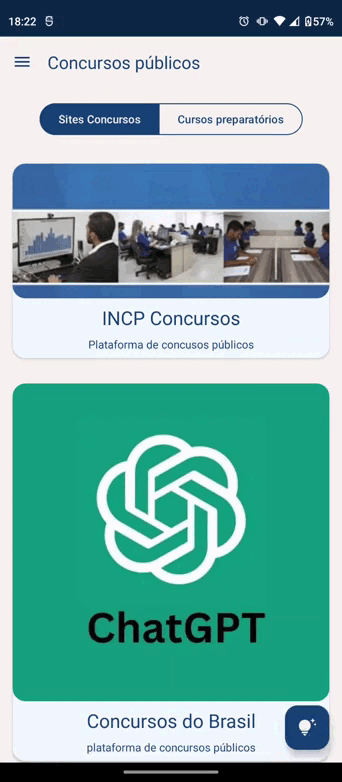 18:22
57%
Concursos públicos
Sites Concursos
Cursos preparatórios
INCP Concursos
Plataforma de concusos públicos
ChatGPT
Concursos do Brasil
plataforma de concursos públicos